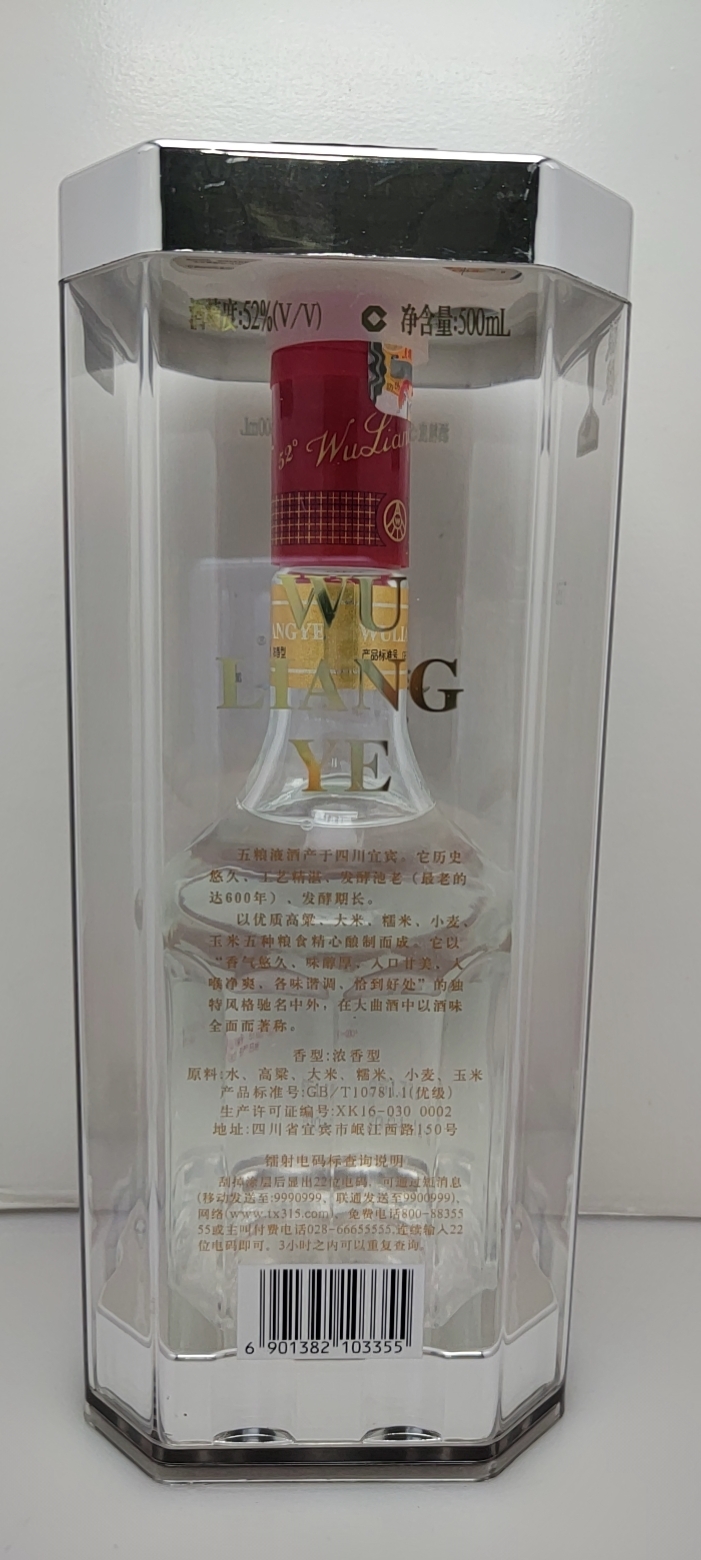 酒精度:52%(V/V) 净含量:500mL
52° WuLian
WU
ANGYE WULI
产品标准号
LIANG
YE
五粮液酒产于四川宜宾。它历史
悠久、工艺精湛、发酵池老（最老的
达600年）、发酵期长。
以优质高粱、大米、糯米、小麦、
玉米五种粮食精心酿制而成。它以
“香气悠久、味醇厚、入口甘美、入
喉净爽，各味谐调、恰到好处”的独
特风格驰名中外，在大曲酒中以酒味
全面而著称。
香型:浓香型
原料:水、高粱、大米、糯米、小麦、玉米
产品标准号:GB/T10781.1(优级)
生产许可证编号:XK16-030 0002
地址:四川省宜宾市岷江西路150号
镭射电码标查询说明
刮掉涂层后显出22位电码，可通过短消息
(移动发送至:9990999、联通发送至9900999)、
网络(www.tx315.com)、免费电话800-88355
55或主叫付费电话028-66655555,连续输入22
位电码即可。3小时之内可以重复查询。
6 901382 103355